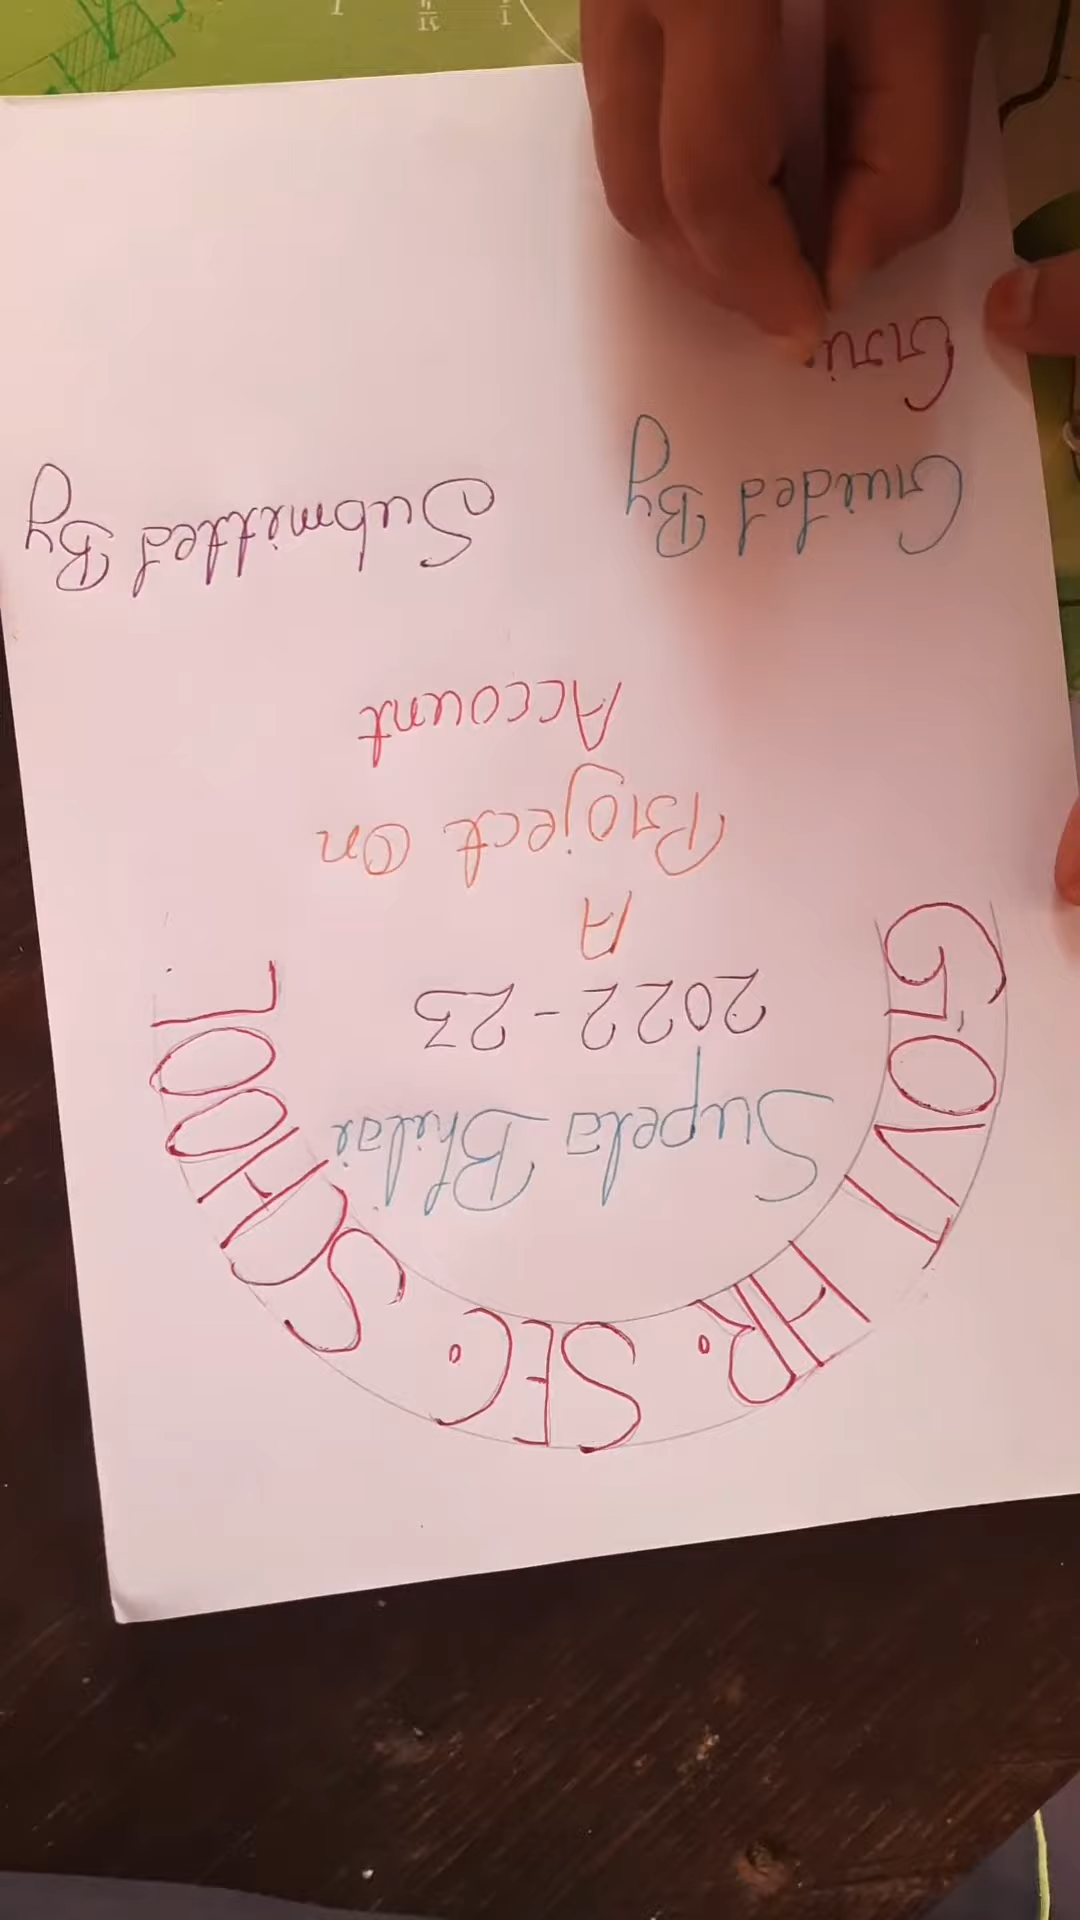 GOVT HR. SEC. SCHOOL
Supela Bhilai
2022-23
A
Project On
Account
Guided By
Submitted By